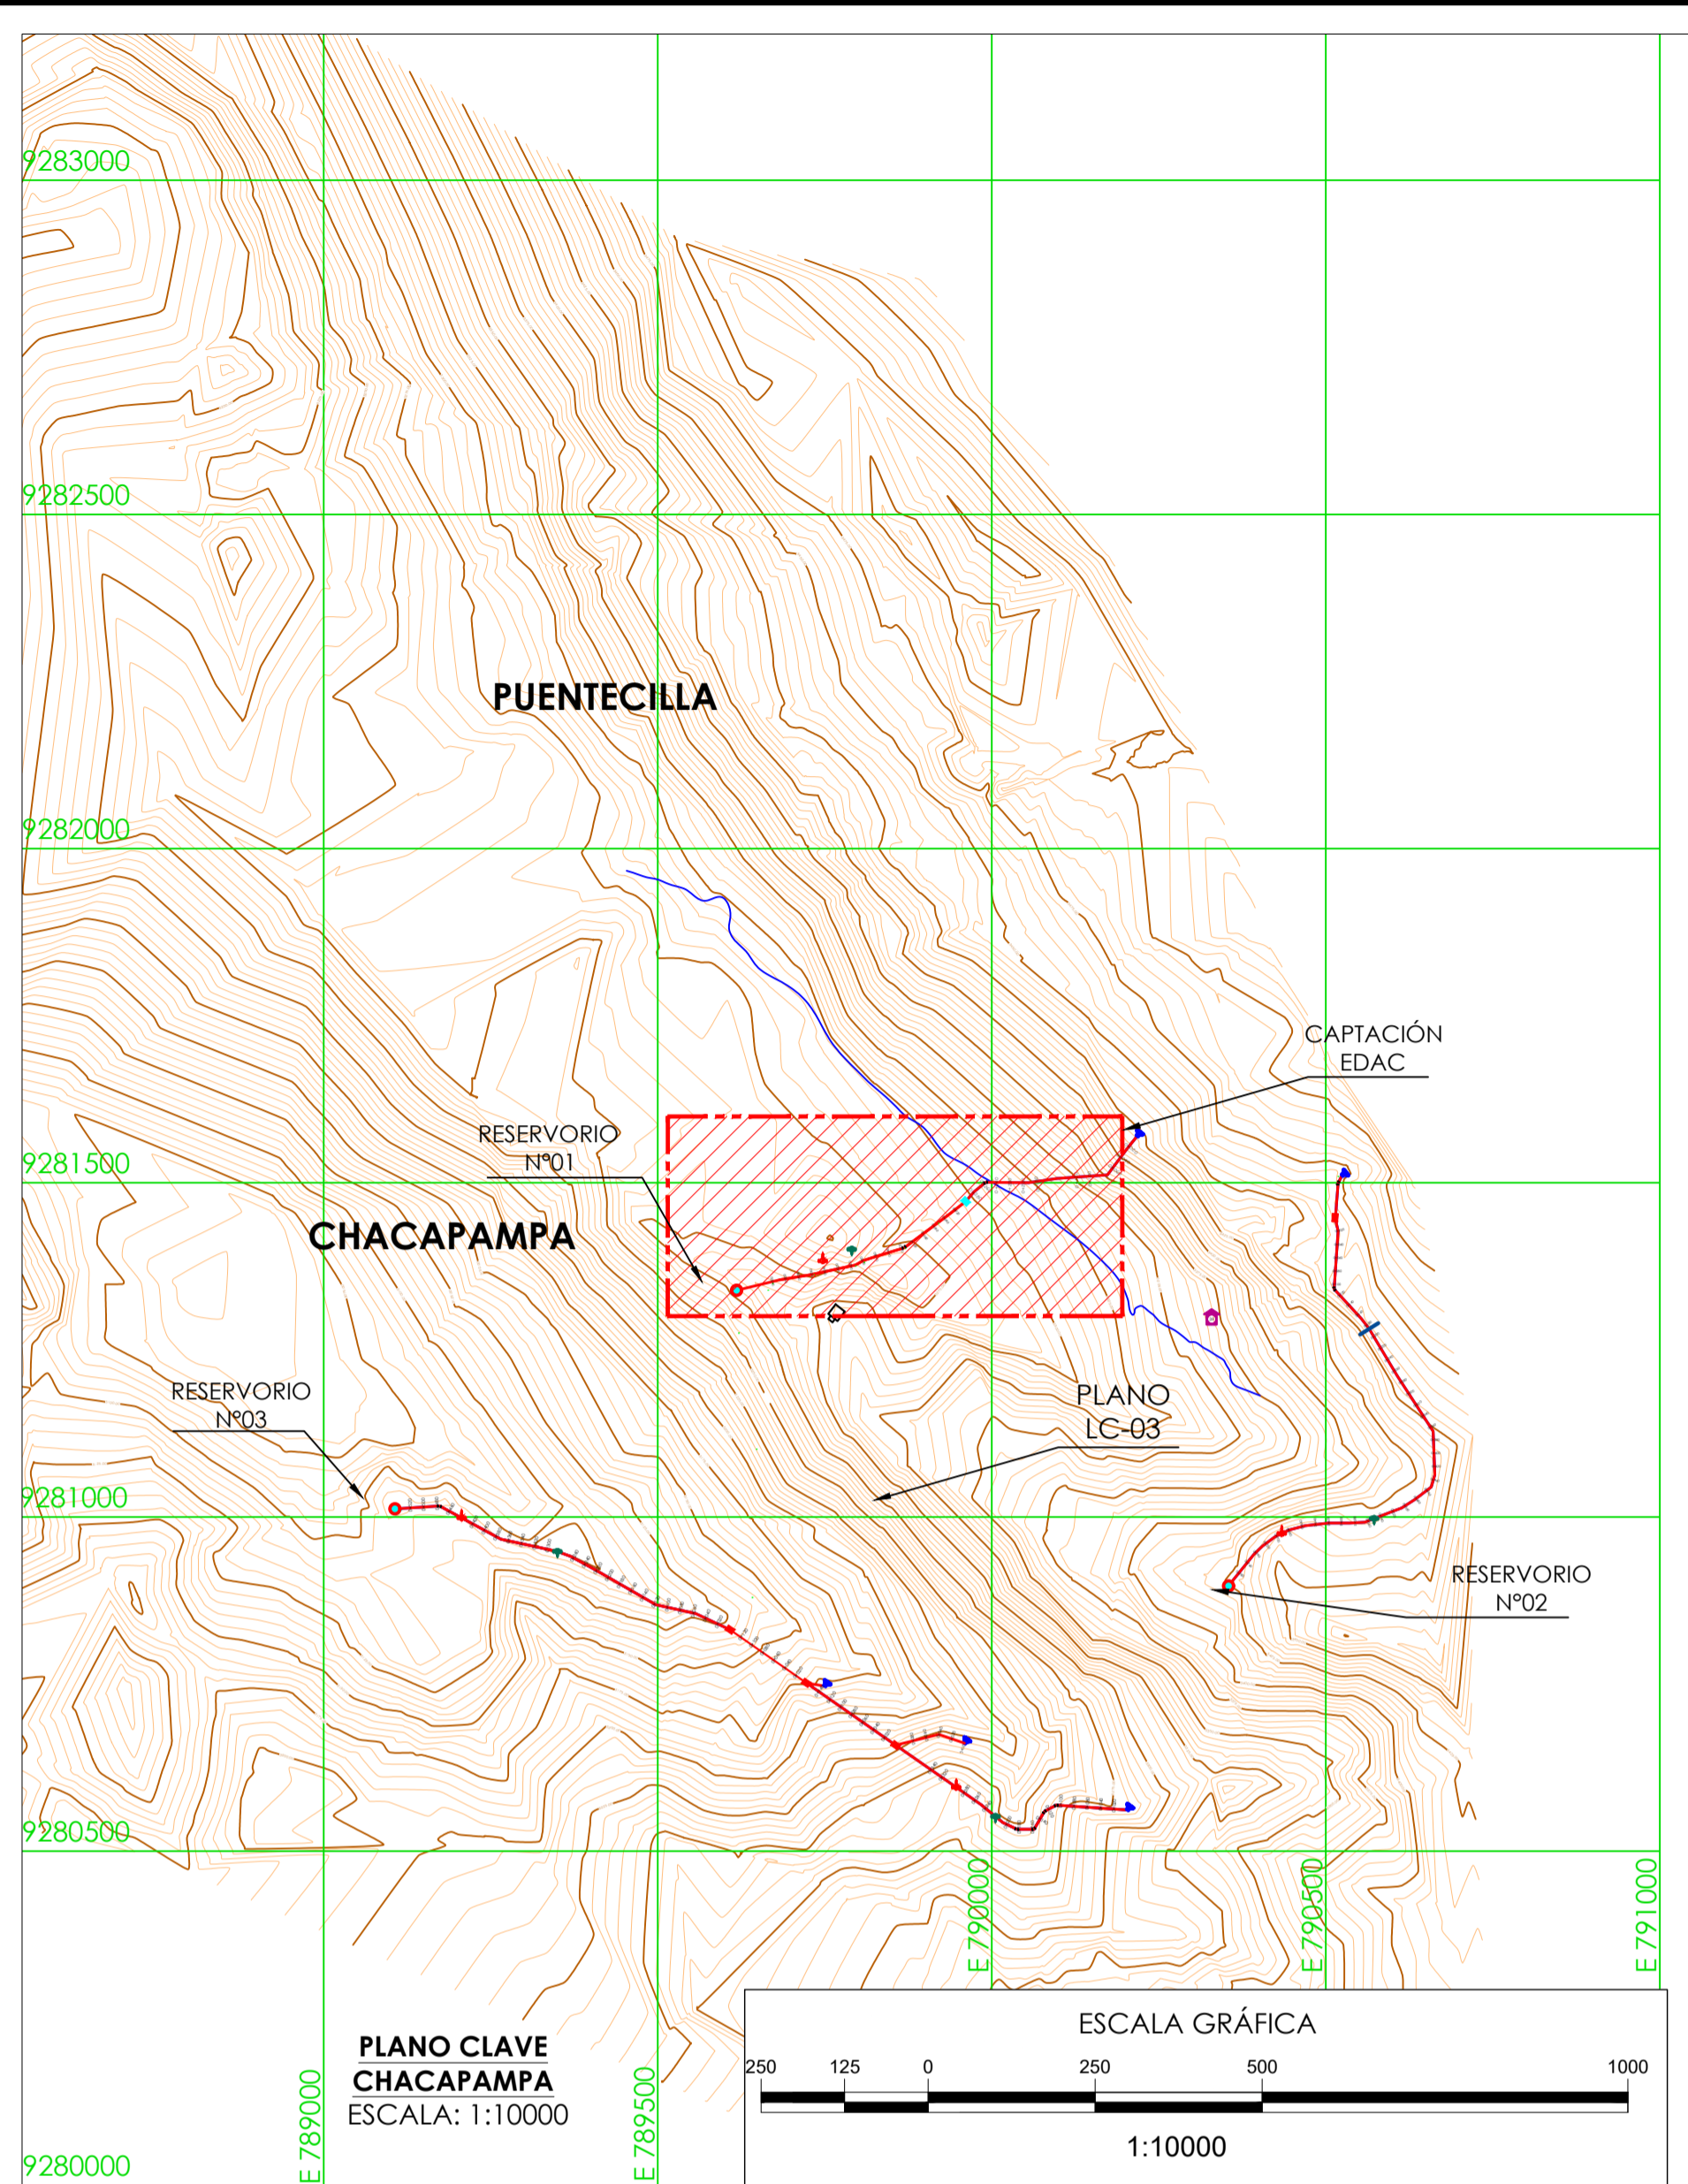 9283000
9282500
PUENTECILLA
9282000
CAPTACIÓN
EDAC
RESERVORIO
N°01
9281500
CHACAPAMPA
RESERVORIO
N°03
PLANO
LC-03
9281000
RESERVORIO
N°02
9280500
E 790000
E 790500
E 791000
PLANO CLAVE
CHACAPAMPA
ESCALA: 1:10000
E 789000
E 789500
ESCALA GRÁFICA
250 125 0 250 500 1000
1:10000
9280000